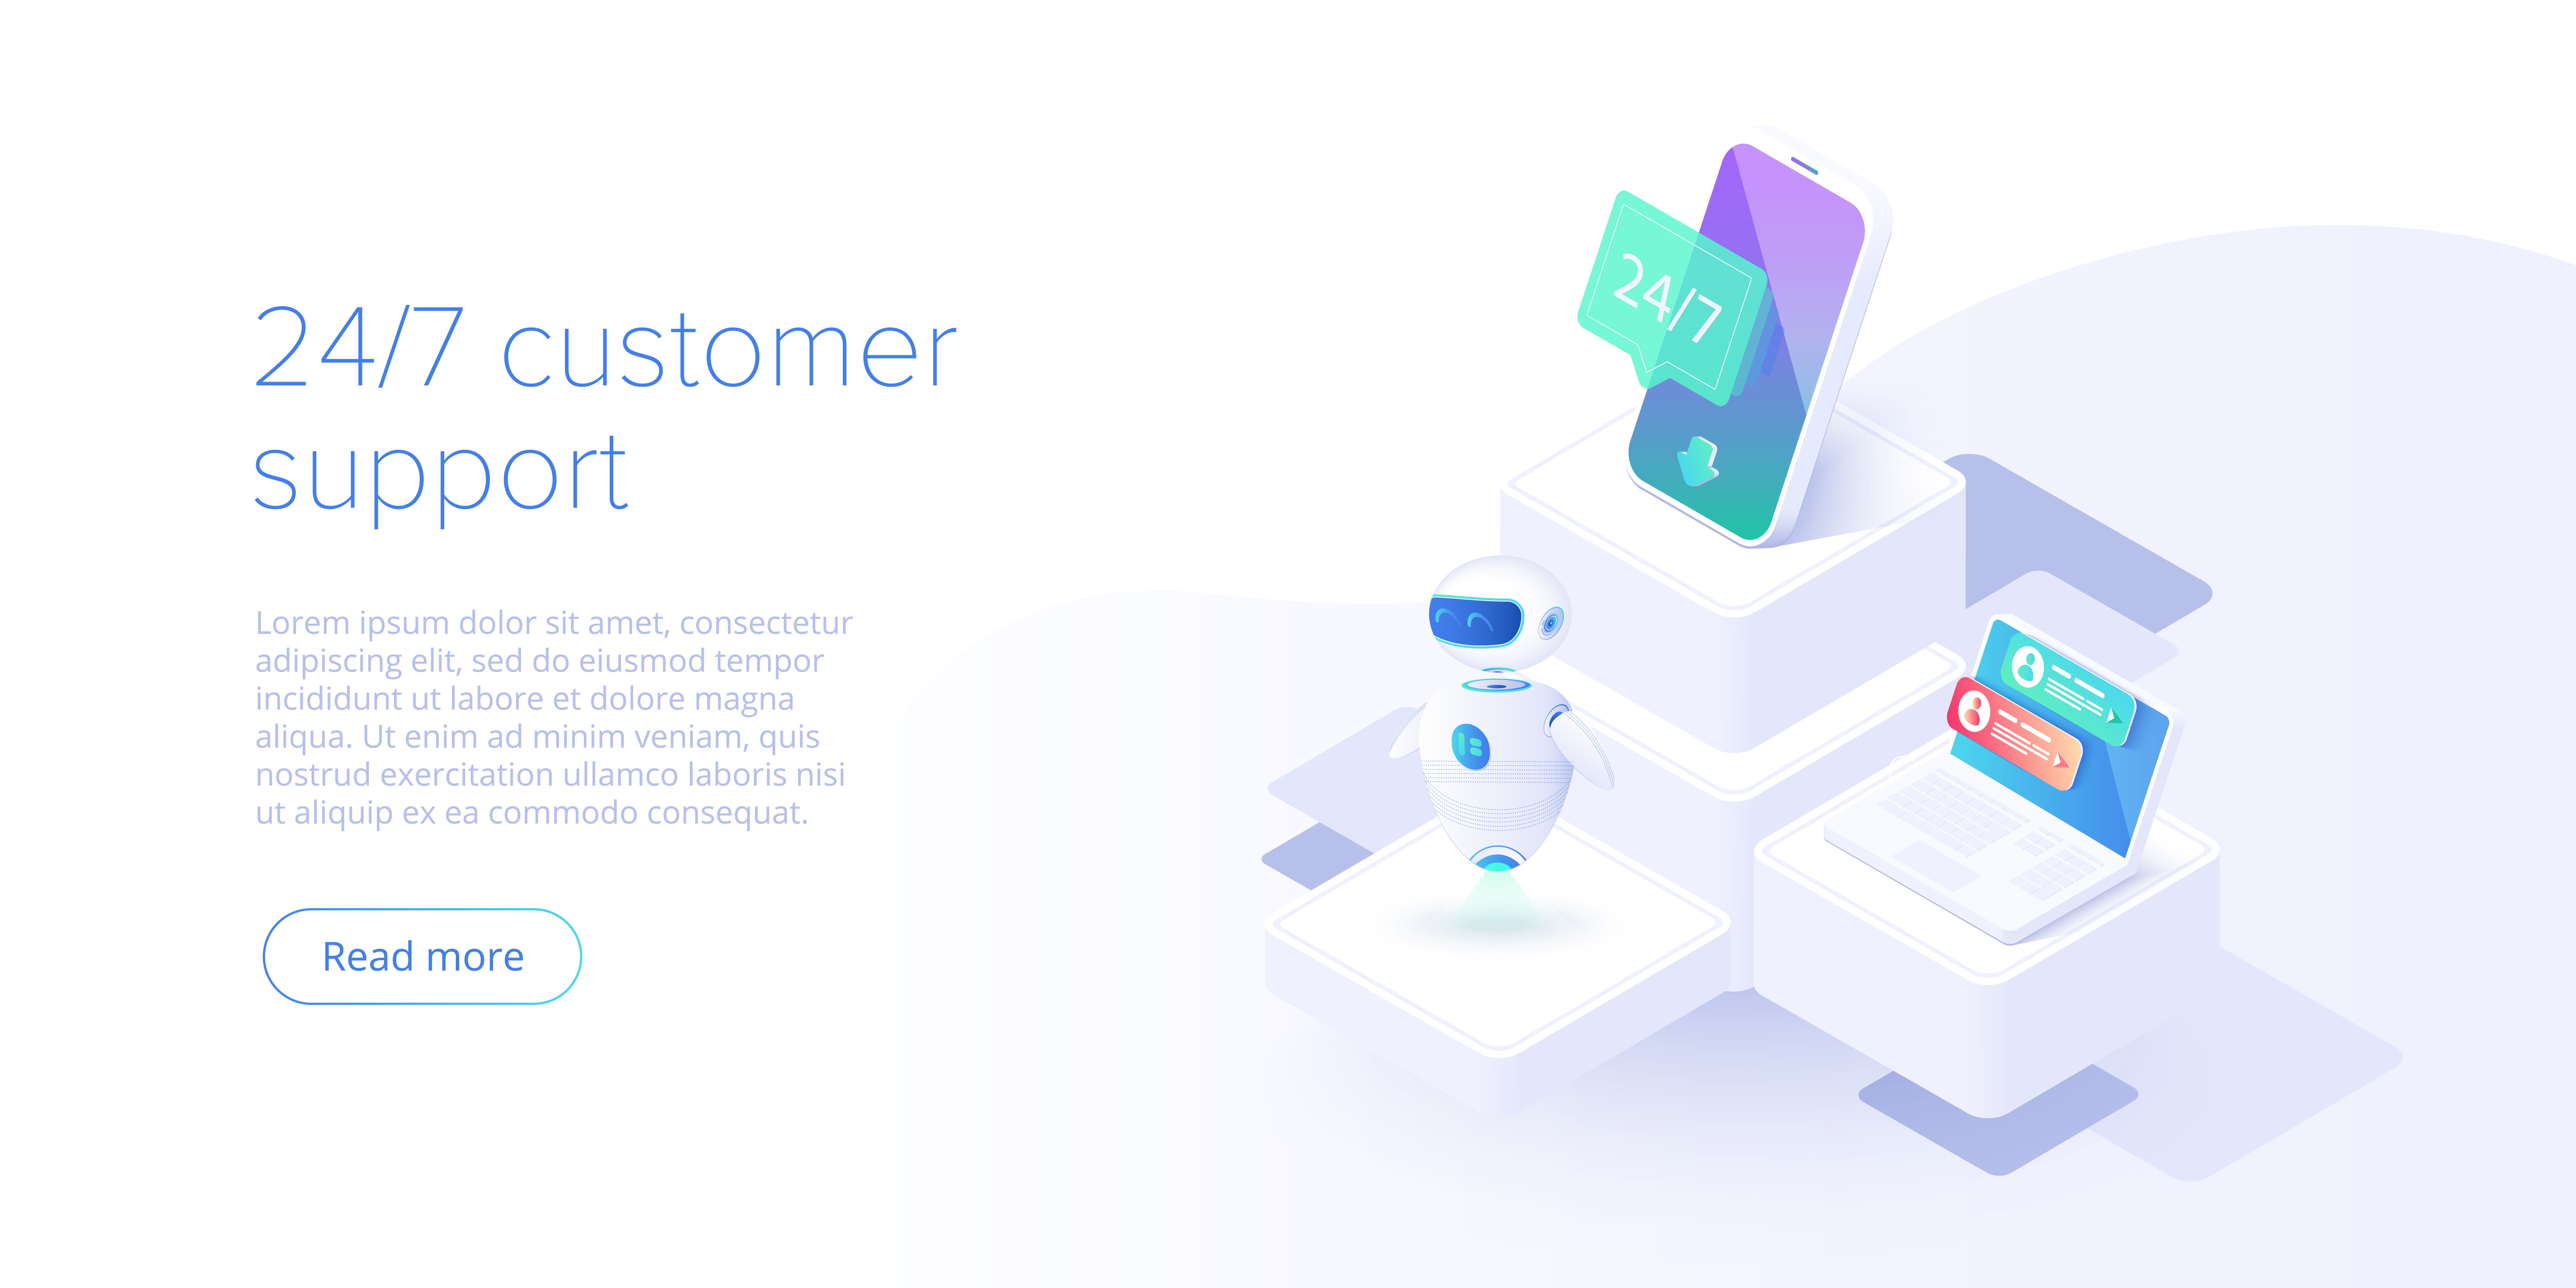 24/7 customer
support
Lorem ipsum dolor sit amet, consectetur
adipiscing elit, sed do eiusmod tempor
incididunt ut labore et dolore magna
aliqua. Ut enim ad minim veniam, quis
nostrud exercitation ullamco laboris nisi
ut aliquip ex ea commodo consequat.
Read more
24/7